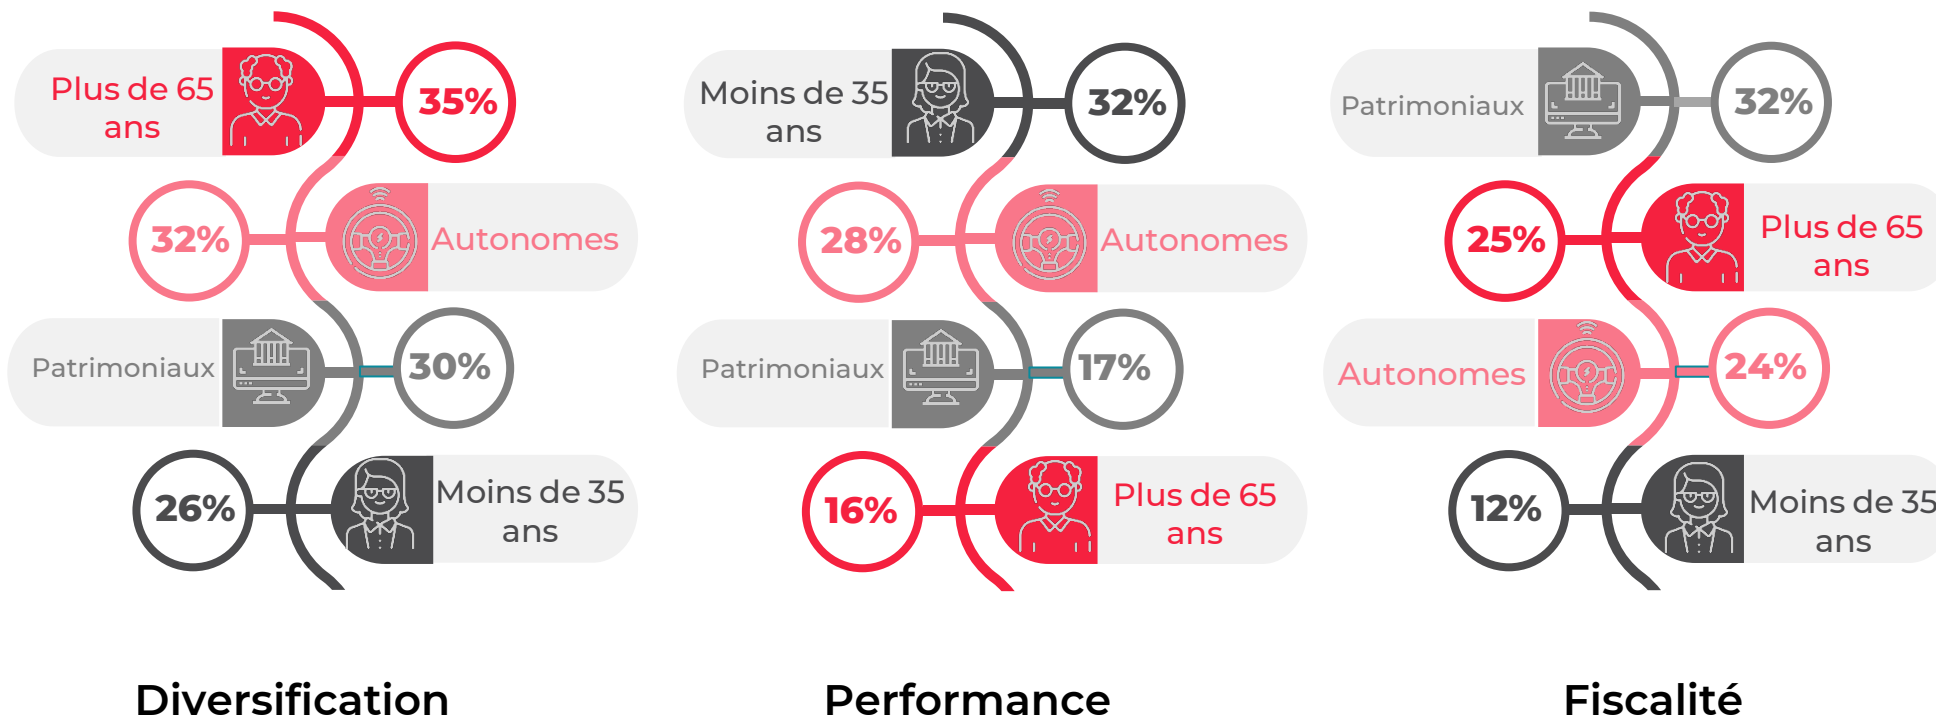 Plus de 65
ans
35%
32%
Autonomes
Patrimoniaux
30%
26%
Moins de 35
ans
Diversification
Moins de 35
ans
32%
28%
Autonomes
Patrimoniaux
17%
16%
Plus de 65
ans
Performance
Patrimoniaux
32%
25%
Plus de 65
ans
Autonomes
24%
12%
Moins de 35
ans
Fiscalité